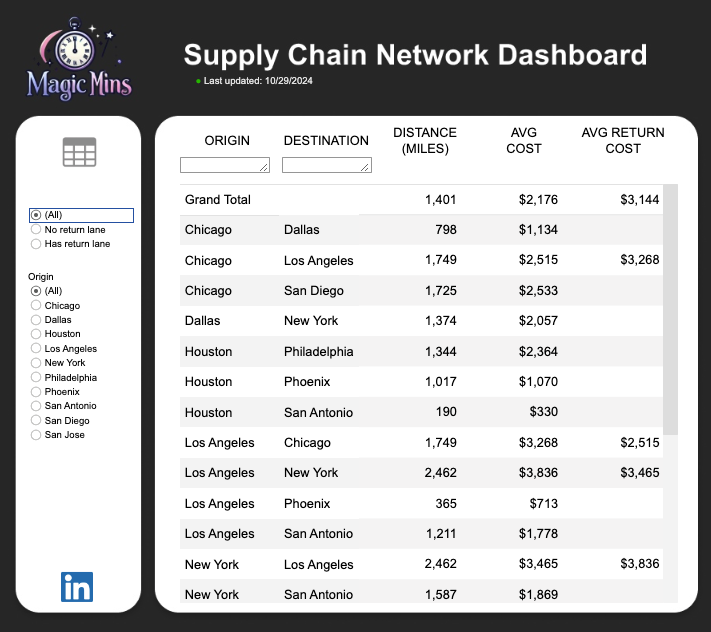 Magic Mins
Supply Chain Network Dashboard
Last updated: 10/29/2024
(All)
No return lane
Has return lane
Origin
(All)
Chicago
Dallas
Houston
Los Angeles
New York
Philadelphia
Phoenix
San Antonio
San Diego
San Jose
in
ORIGIN DESTINATION DISTANCE (MILES) AVG COST AVG RETURN COST
Grand Total 1,401 $2,176 $3,144
Chicago Dallas 798 $1,134
Chicago Los Angeles 1,749 $2,515 $3,268
Chicago San Diego 1,725 $2,533
Dallas New York 1,374 $2,057
Houston Philadelphia 1,344 $2,364
Houston Phoenix 1,017 $1,070
Houston San Antonio 190 $330
Los Angeles Chicago 1,749 $3,268 $2,515
Los Angeles New York 2,462 $3,836 $3,465
Los Angeles Phoenix 365 $713
Los Angeles San Antonio 1,211 $1,778
New York Los Angeles 2,462 $3,465 $3,836
New York San Antonio 1,587 $1,869